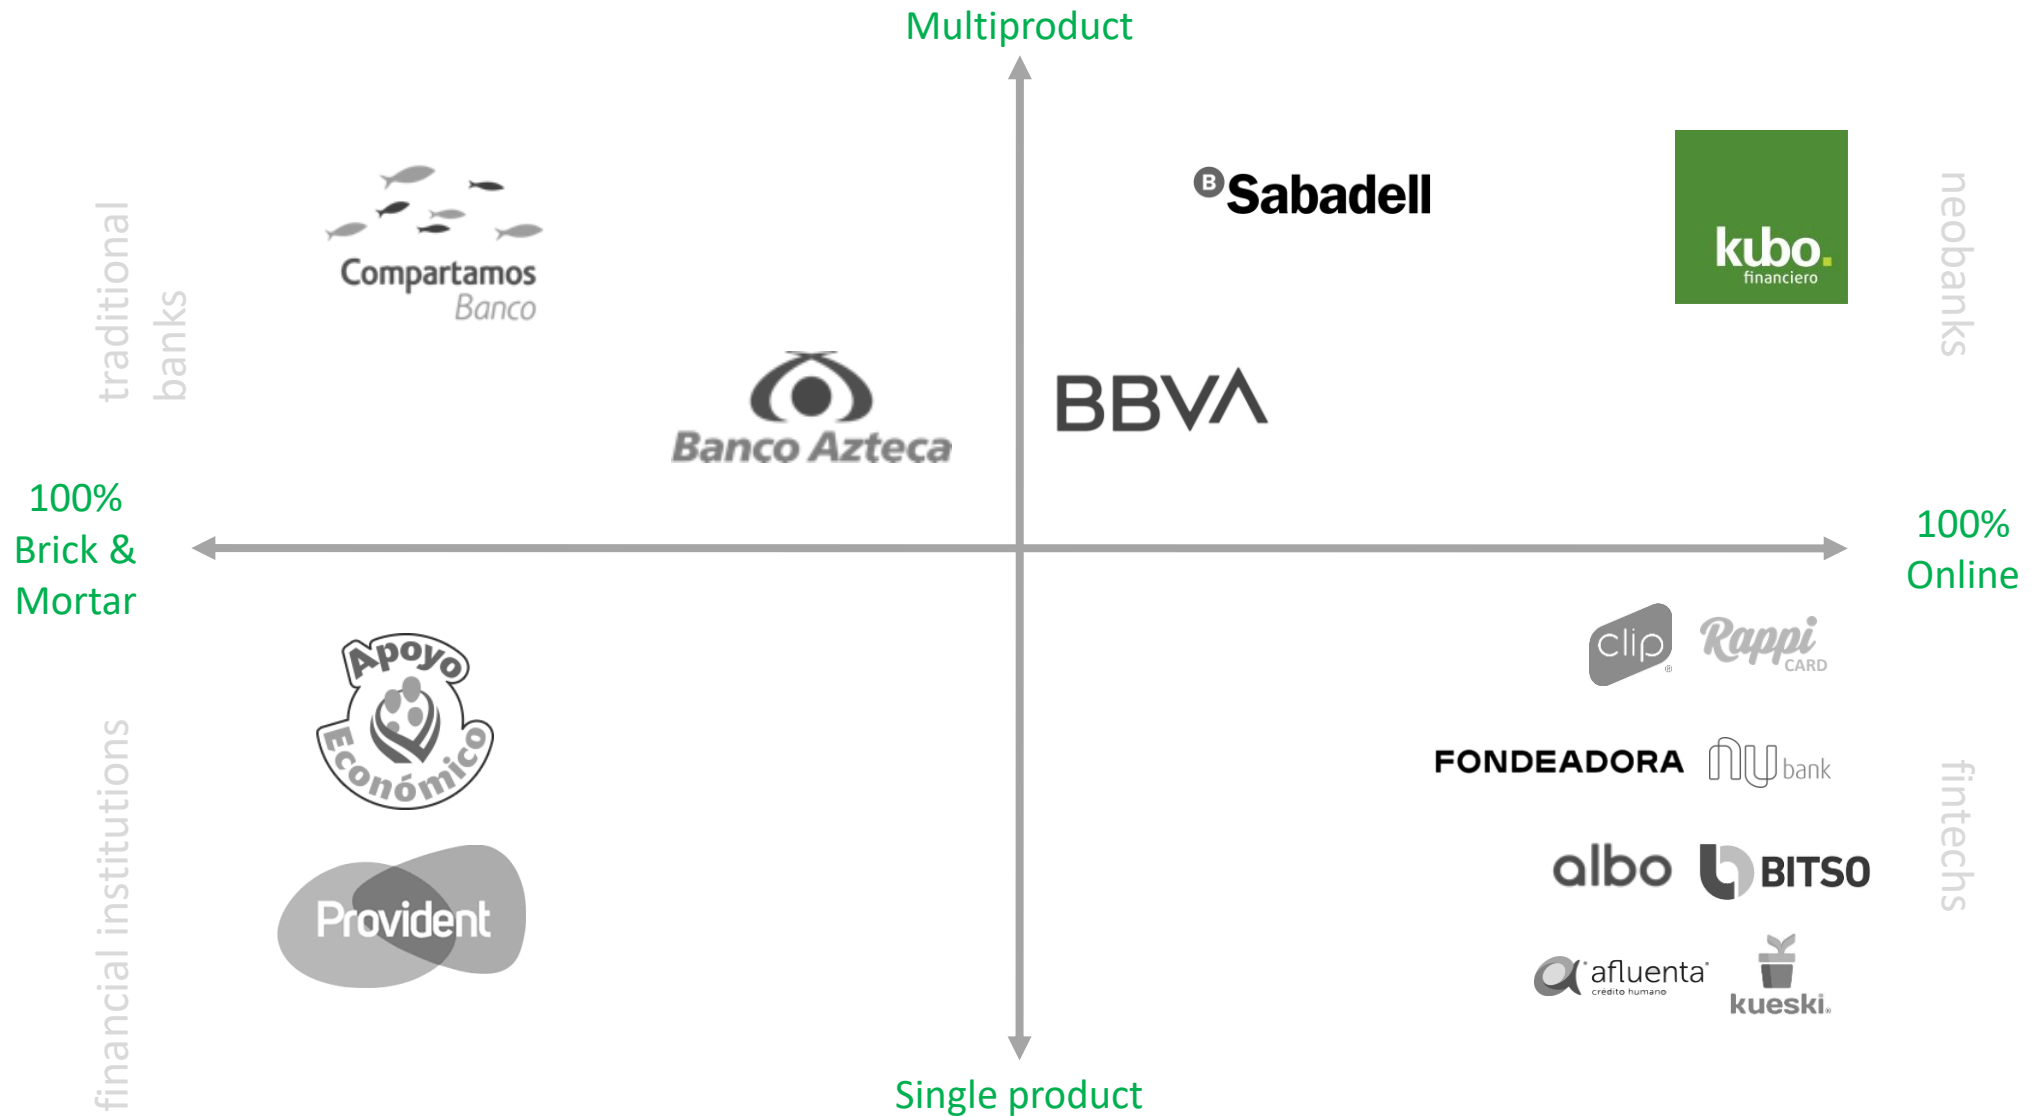 Multiproduct
traditional
banks
Compartamos
Banco
B Sabadell
kubo.
financiero
neobanks
Banco Azteca
BBVA
100%
Brick &
Mortar
100%
Online
financial institutions
Apoyo
Económico
Provident
clip®
Rappi
CARD
FONDEADORA
nu bank
albo
BITSO
afluenta
crédito humano
kueski®
fintechs
Single product